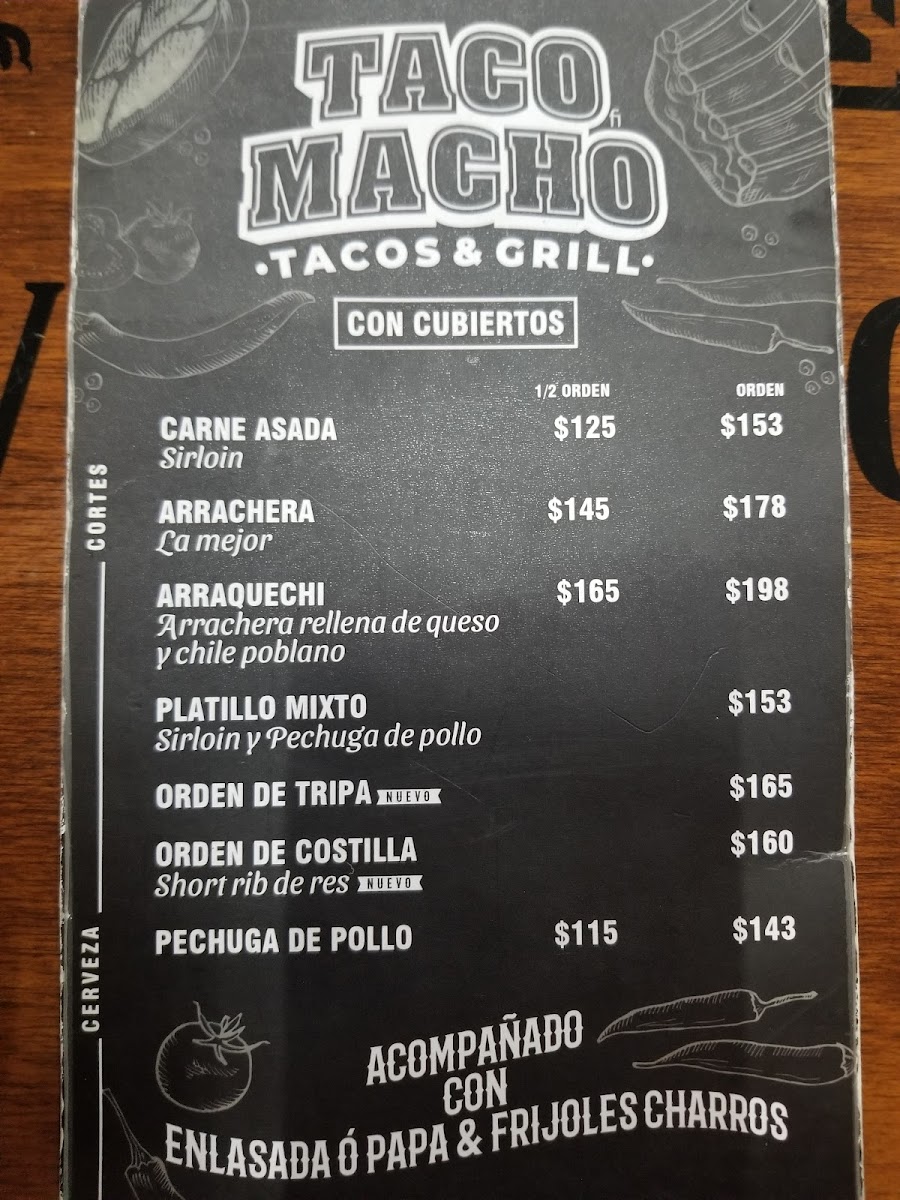 TACO
MACHO
•TACOS & GRILL•
CON CUBIERTOS
1/2 ORDEN ORDEN
CARNE ASADA $125 $153
Sirloin
ARRACHERA $145 $178
La mejor
ARRAQUECHI $165 $198
Arrachera rellena de queso
y chile poblano
PLATILLO MIXTO $153
Sirloin y Pechuga de pollo
ORDEN DE TRIPA NUEVO $165
ORDEN DE COSTILLA $160
Short rib de res NUEVO
PECHUGA DE POLLO $115 $143
CORTES
CERVEZA
ACOMPAÑADO
CON
ENLASADA Ó PAPA & FRIJOLES CHARROS